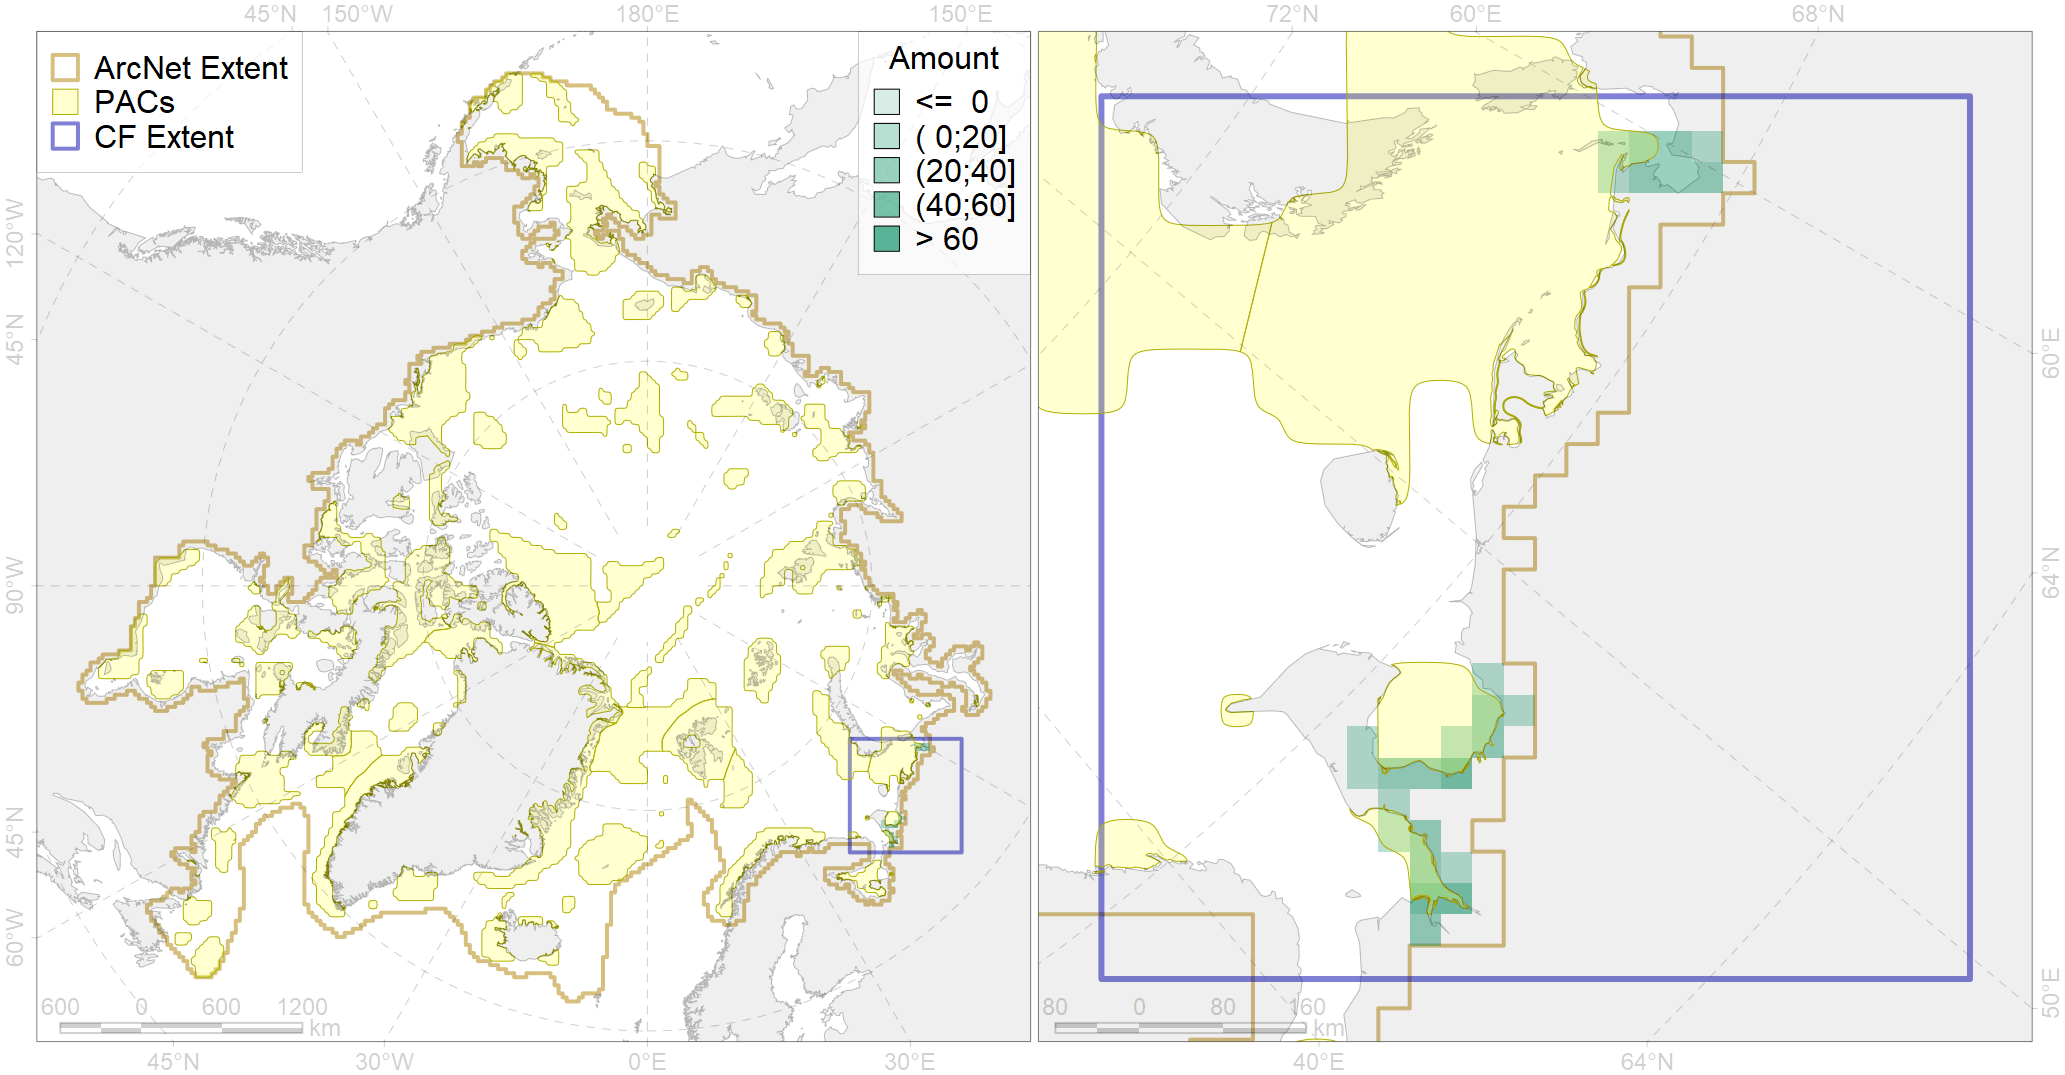 45°N 150°W 180°E 150°E 72°N 60°E 68°N
ArcNet Extent
PACs
CF Extent
Amount
<= 0
( 0;20]
(20;40]
(40;60]
> 60
120°W
45°N
90°W
45°N
60°W
60°E
64°N
50°E
600 0 600 1200
km
80 0 80 160
km
45°N 30°W 0°E 30°E 40°E 64°N